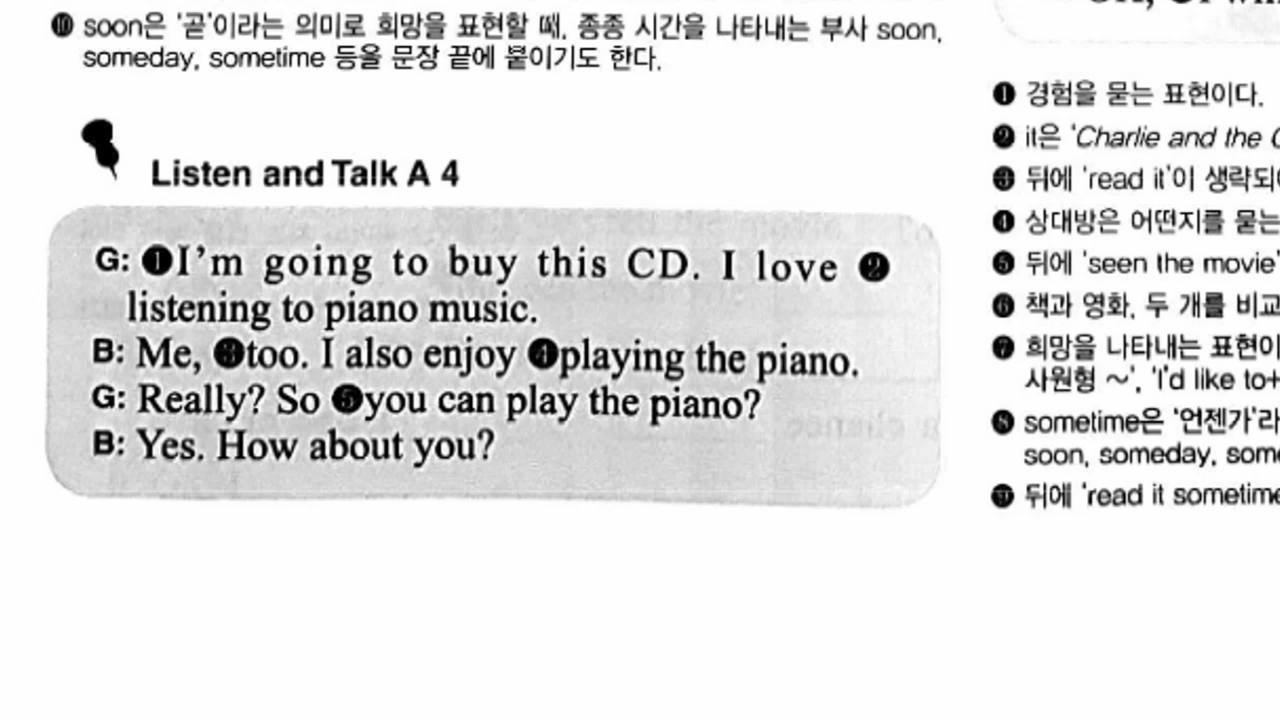 ❿ soon은 ‘곧’이라는 의미로 희망을 표현할 때, 종종 시간을 나타내는 부사 soon,
someday, sometime 등을 문장 끝에 붙이기도 한다.
Listen and Talk A 4
G: ❶I’m going to buy this CD. I love ❷
listening to piano music.
B: Me, ❸too. I also enjoy ❹playing the piano.
G: Really? So ❺you can play the piano?
B: Yes. How about you?
❶ 경험을 묻는 표현이다.
❷ it은 ‘Charlie and the
❸ 뒤에 ‘read it’이 생략되
❹ 상대방은 어떤지를 묻는
❺ 뒤에 ‘seen the movie’
❻ 책과 영화, 두 개를 비교
❼ 희망을 나타내는 표현이
사원형 ~’, ‘I’d like to+
❽ sometime은 ‘언젠가’라
soon, someday, som
뒤에 ‘read it sometime